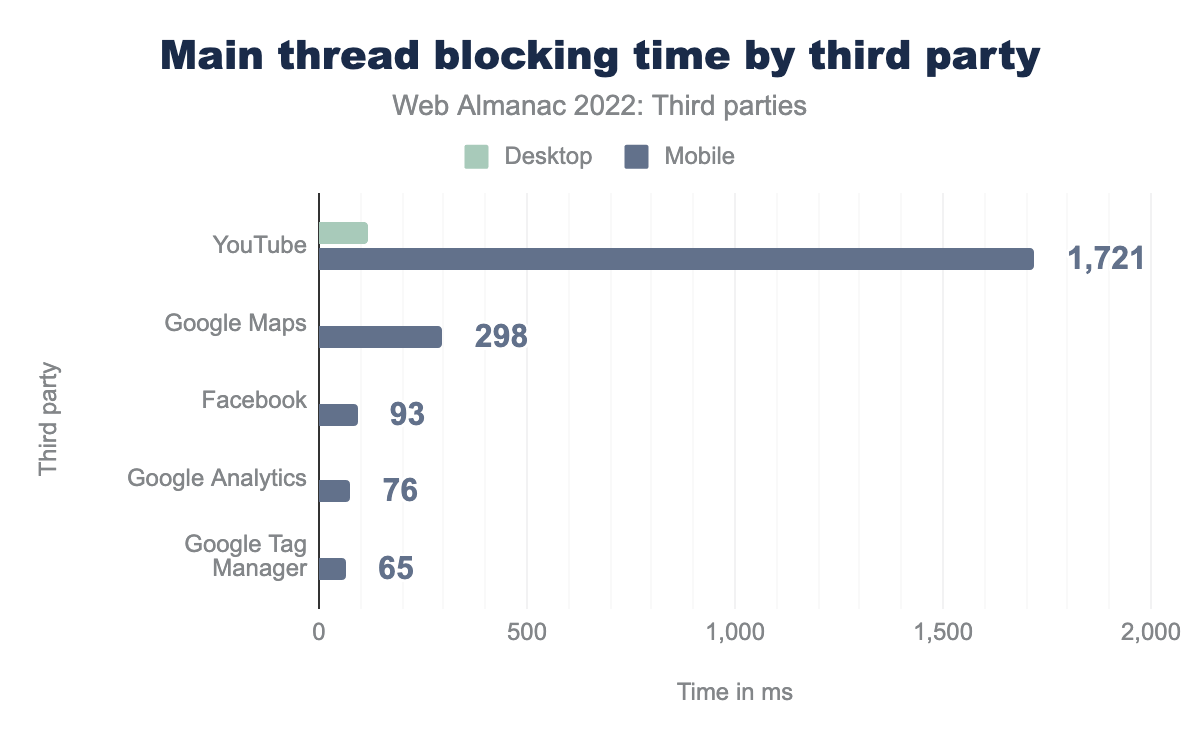 Main thread blocking time by third party
Web Almanac 2022: Third parties
Desktop
Mobile
Third party
YouTube
1,721
Google Maps
298
Facebook
93
Google Analytics
76
Google Tag
Manager
65
0
500
1,000
1,500
2,000
Time in ms